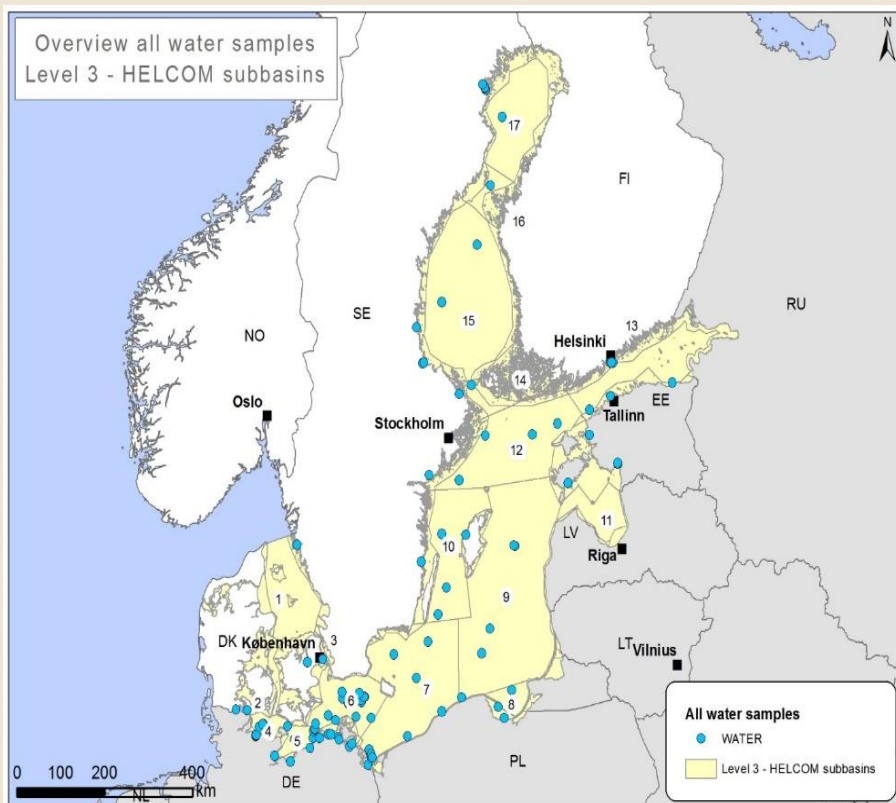 Overview all water samples
Level 3 - HELCOM subbasins
N
17
FI
16
RU
SE
15
13
NO
Helsinki
14
Oslo
Tallinn
EE
Stockholm
12
11
10
LV
Riga
1
9
DK
København
3
LT
Vilnius
7
2
6
8
4
5
All water samples
WATER
Level 3 - HELCOM subbasins
PL
DE
0 100 200 400
km
NL